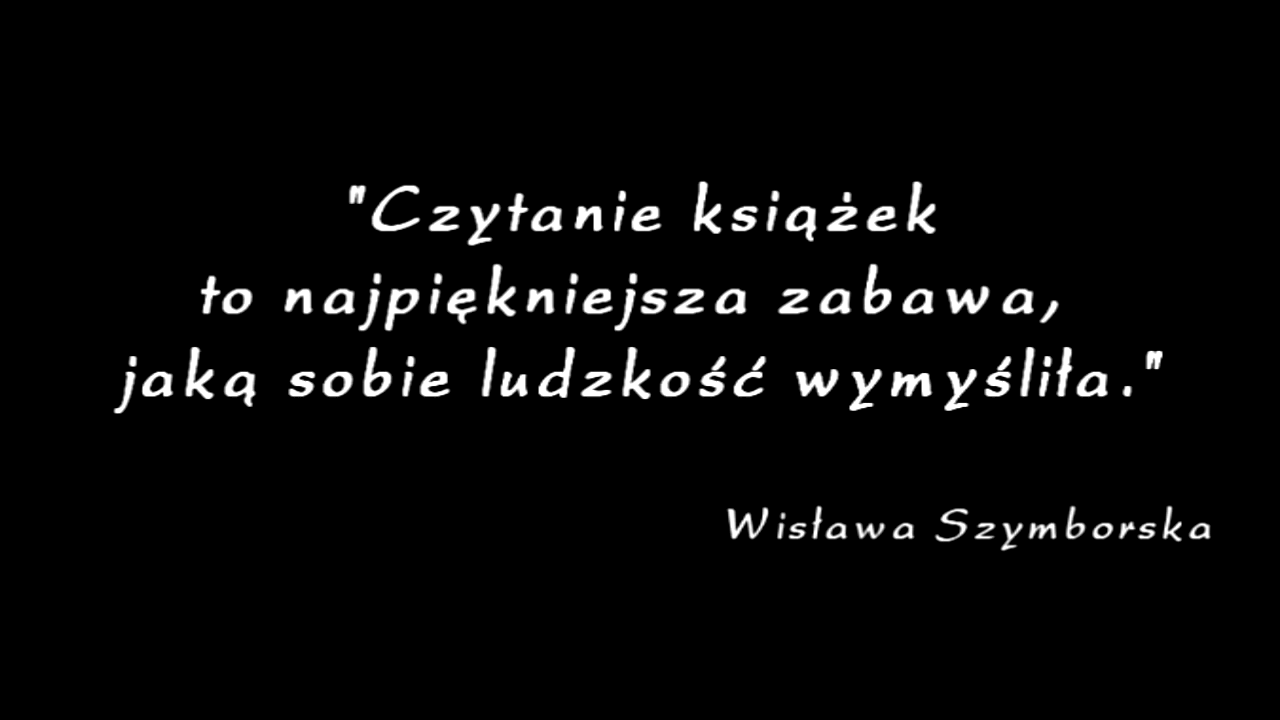 "Czytanie książek
to najpiękniejsza zabawa,
jaką sobie ludzkość wymyśliła."
Wisława Szymborska